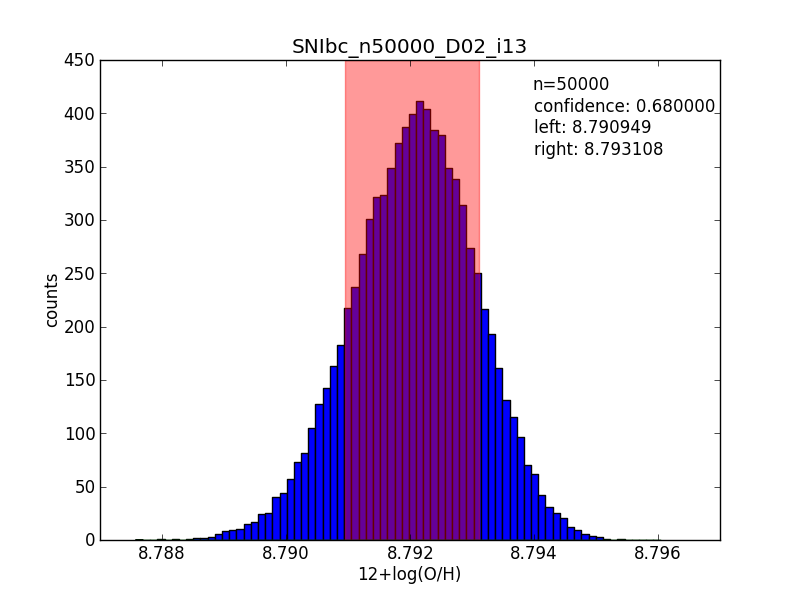 SNIbc_n50000_D02_i13
n=50000
confidence: 0.680000
left: 8.790949
right: 8.793108
450
400
350
300
250
200
150
100
50
0
counts
8.788 8.790 8.792 8.794 8.796
12+log(O/H)